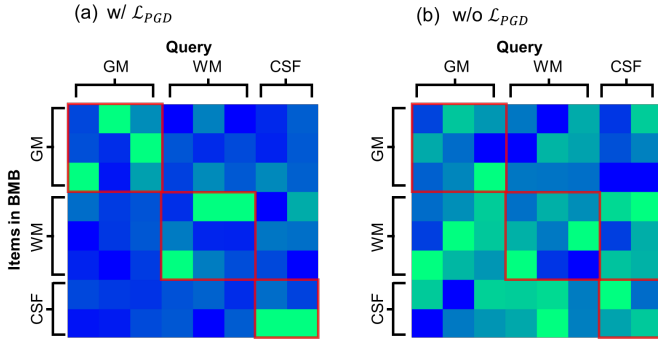 (a) w/ ℒ_PGD
(b) w/o ℒ_PGD
Query
GM WM CSF
Query
GM WM CSF
Items in BMB
GM
WM
CSF
GM
WM
CSF